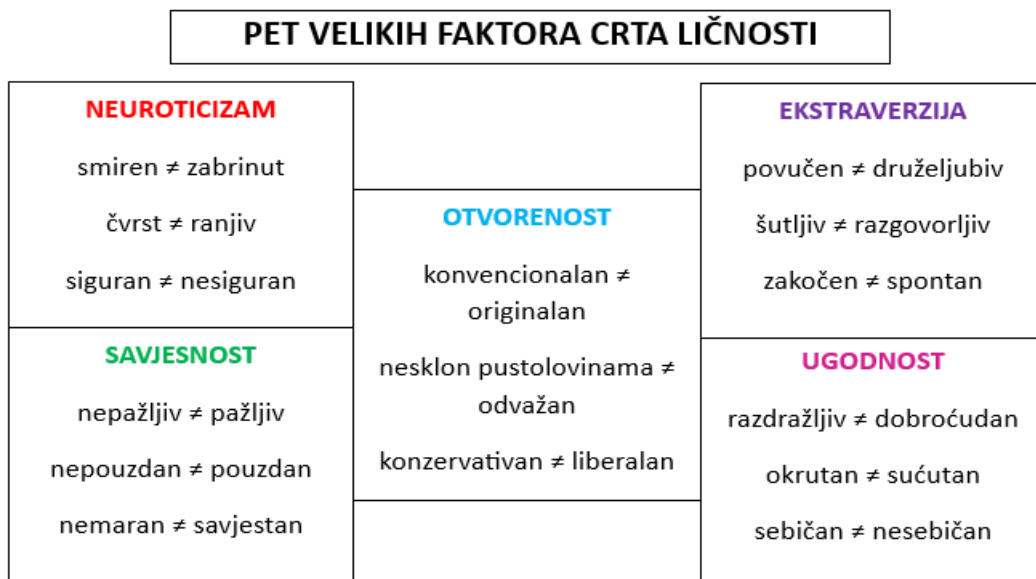 PET VELIKIH FAKTORA CRTA LIČNOSTI
NEUROTICIZAM
smiren ≠ zabrinut
čvrst ≠ ranjiv
siguran ≠ nesiguran
SAVJESNOST
nepažljiv ≠ pažljiv
nepouzdan ≠ pouzdan
nemaran ≠ savjestan
OTVORENOST
konvencionalan ≠
originalan
nesklon pustolovinama ≠
odvažan
konzervativan ≠ liberalan
EKSTRAVERZIJA
povučen ≠ druželjubiv
šutljiv ≠ razgovorljiv
zakočen ≠ spontan
UGODNOST
razdražljiv ≠ dobroćudan
okrutan ≠ sućutan
sebičan ≠ nesebičan